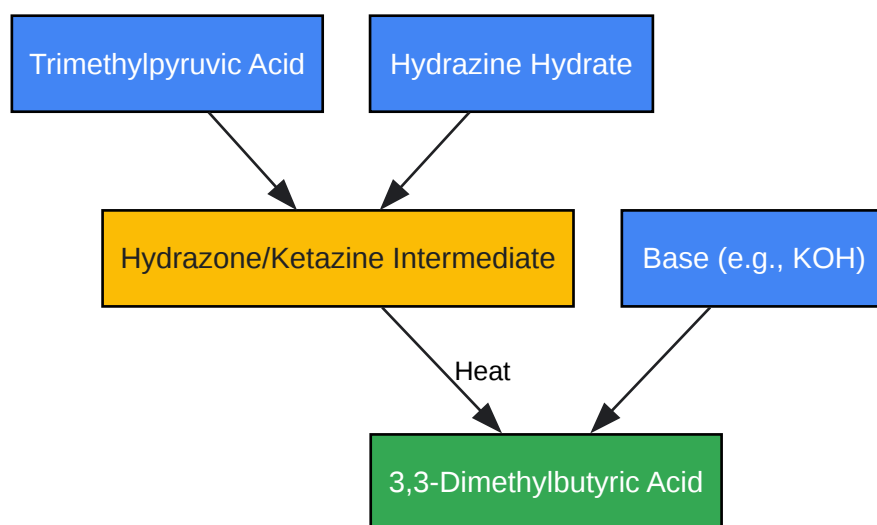 Trimethylpyruvic Acid
Hydrazine Hydrate
Hydrazone/Ketazine Intermediate
Base (e.g., KOH)
Heat
3,3-Dimethylbutyric Acid